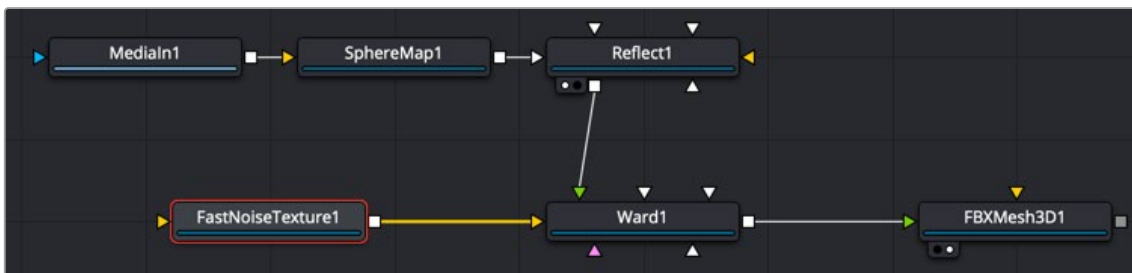 MediaIn1
SphereMap1
Reflect1
FastNoiseTexture1
Ward1
FBXMesh3D1